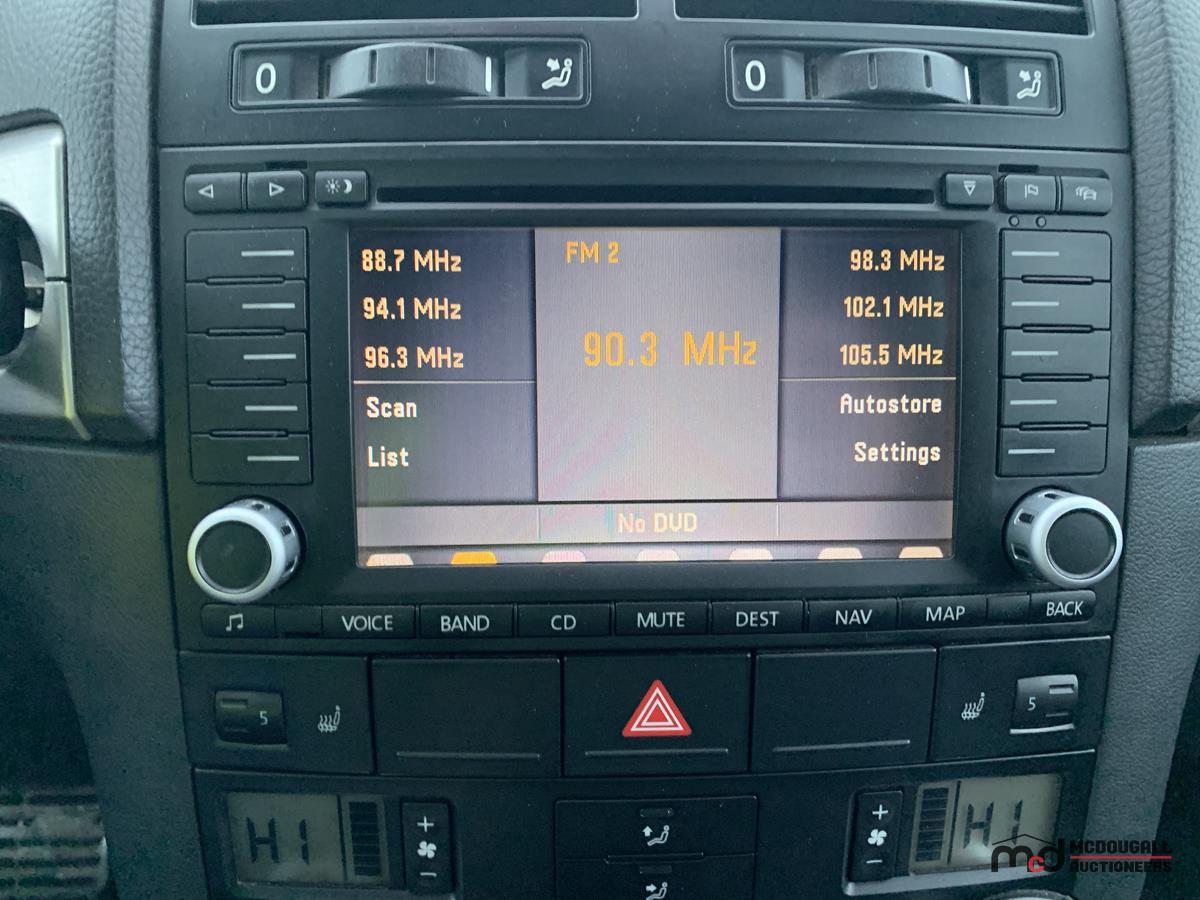 0
0
88.7 MHz
94.1 MHz
96.3 MHz
Scan
List
FM 2
90.3 MHz
98.3 MHz
102.1 MHz
105.5 MHz
Autostore
Settings
No DVD
VOICE
BAND
CD
MUTE
DEST
NAV
MAP
BACK
5
5
HI
+
-
+
-
HI
mcd MCDOUGALL
AUCTIONEERS